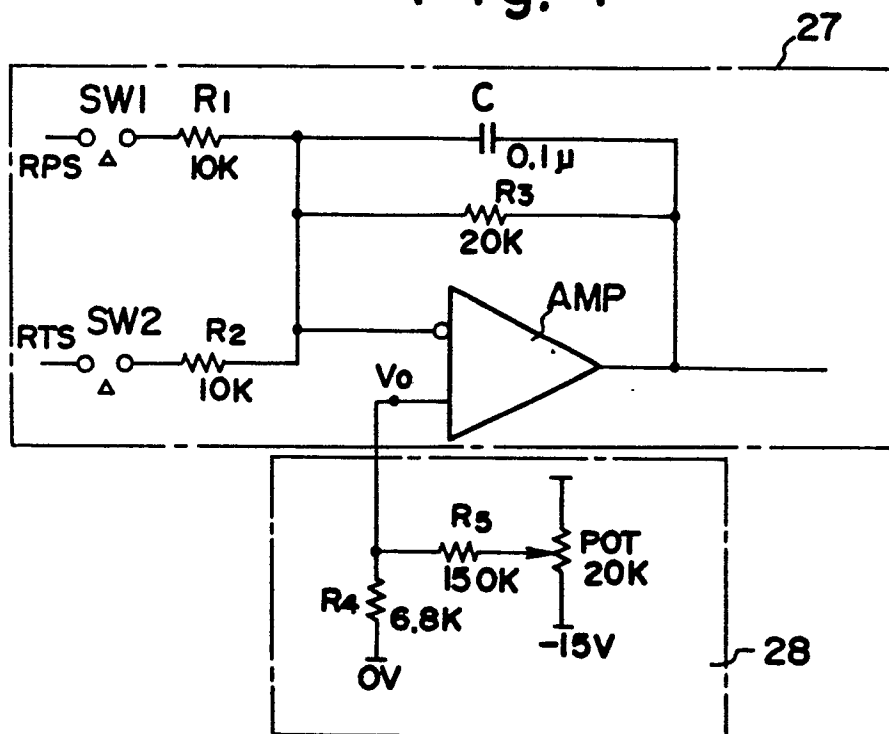 27
SW1 R1 C
RPS 10K 0.1μ
R3
20K
RTS SW2 R2 AMP
10K Vo
R5 POT
150K 20K
R4 6.8K
0V -15V 28